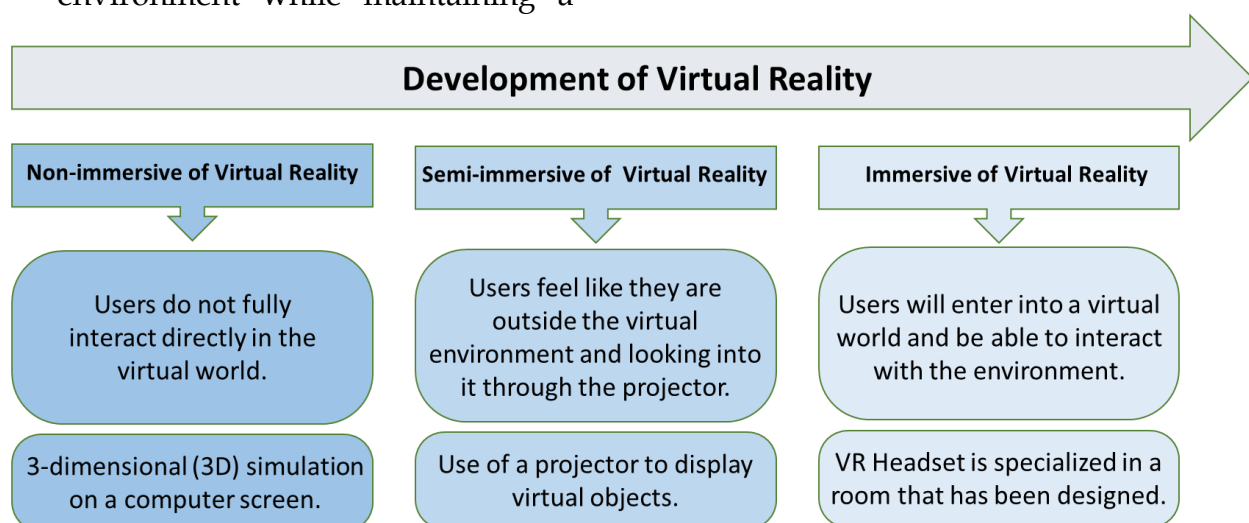 environment while maintaining a
Development of Virtual Reality
Non-immersive of Virtual Reality
Users do not fully
interact directly in the
virtual world.
3-dimensional (3D) simulation
on a computer screen.
Semi-immersive of Virtual Reality
Users feel like they are
outside the virtual
environment and looking into
it through the projector.
Use of a projector to display
virtual objects.
Immersive of Virtual Reality
Users will enter into a virtual
world and be able to interact
with the environment.
VR Headset is specialized in a
room that has been designed.